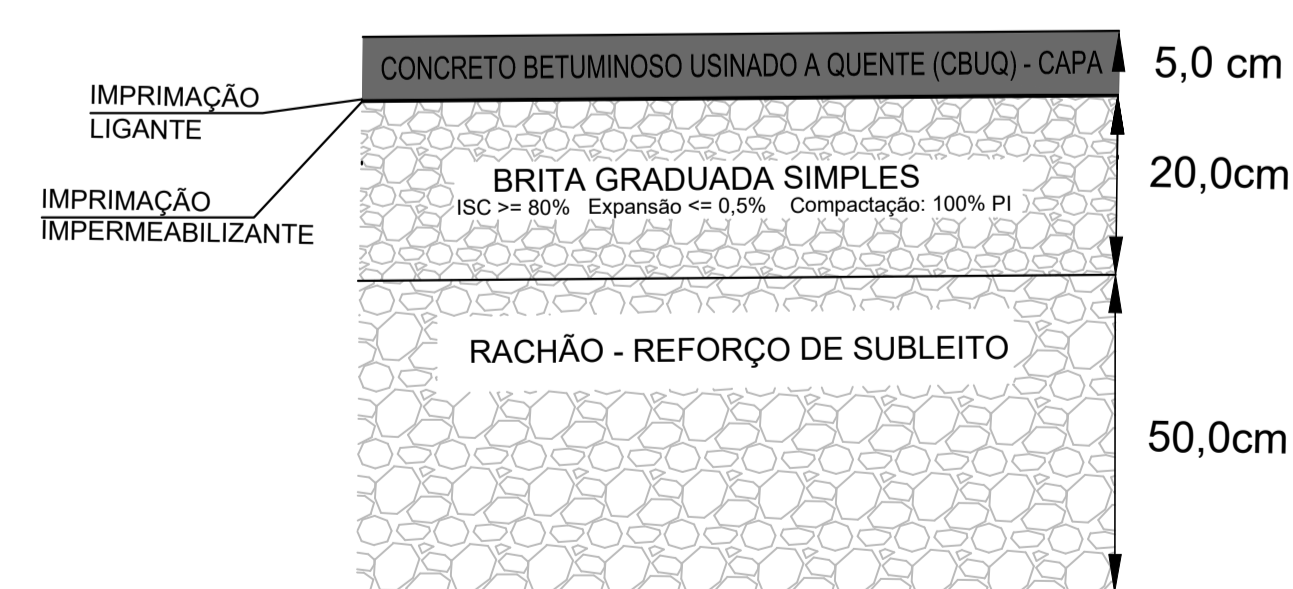 CONCRETO BETUMINOSO USINADO A QUENTE (CBUQ) - CAPA
5,0 cm
IMPRIMAÇÃO
LIGANTE
BRITA GRADUADA SIMPLES
ISC >= 80% Expansão <= 0,5% Compactação: 100% PI
20,0cm
IMPRIMAÇÃO
IMPERMEABILIZANTE
RACHÃO - REFORÇO DE SUBLEITO
50,0cm